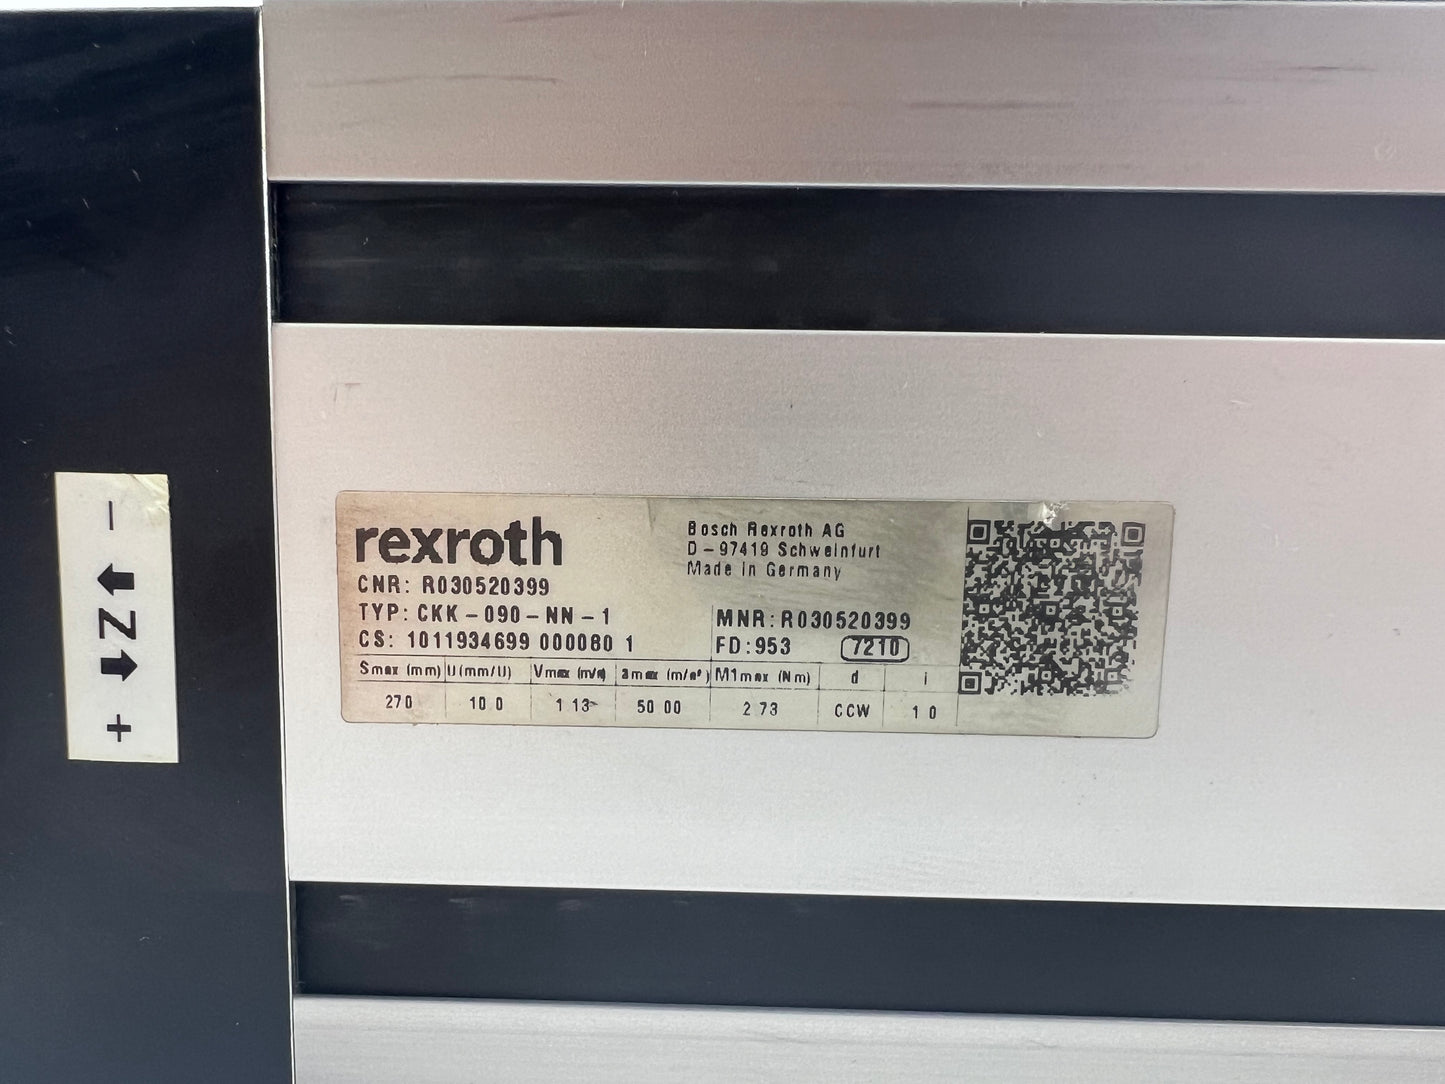 rexroth
Bosch Rexroth AG
D-97419 Schweinfurt
Made in Germany
CNR: R030520399
TYP: CKK-090-NN-1
MNR: R030520399
CS: 1011934699 000080 1
FD: 953 7210
Smax (mm) U(mm/U) Vmax (m/s) amax (m/s²) M1max (Nm) d i
270 10 0 1 13 50 00 2 73 CCW 1 0
- Z +